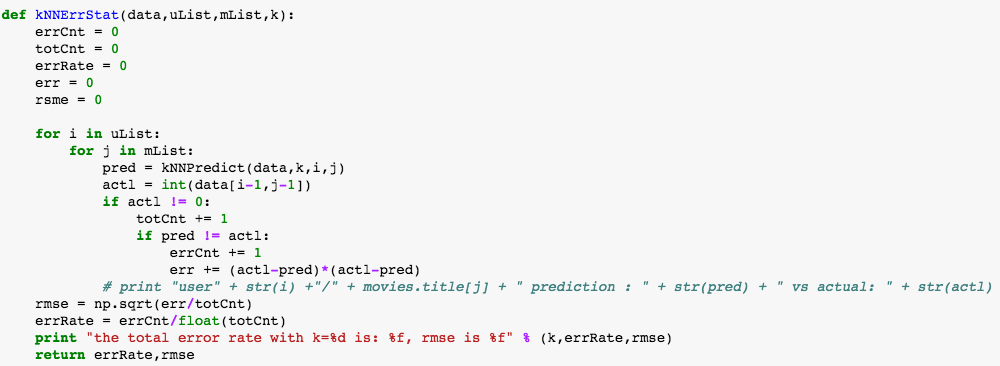 def kNNErrStat(data,uList,mList,k):
    errCnt = 0
    totCnt = 0
    errRate = 0
    err = 0
    rsme = 0

    for i in uList:
        for j in mList:
            pred = kNNPredict(data,k,i,j)
            actl = int(data[i-1,j-1])
            if actl != 0:
                totCnt += 1
                if pred != actl:
                    errCnt += 1
                    err += (actl-pred)*(actl-pred)
            # print "user" + str(i) +"/" + movies.title[j] + " prediction : " + str(pred) + " vs actual: " + str(actl)
    rmse = np.sqrt(err/totCnt)
    errRate = errCnt/float(totCnt)
    print "the total error rate with k=%d is: %f, rmse is %f" % (k,errRate,rmse)
    return errRate,rmse